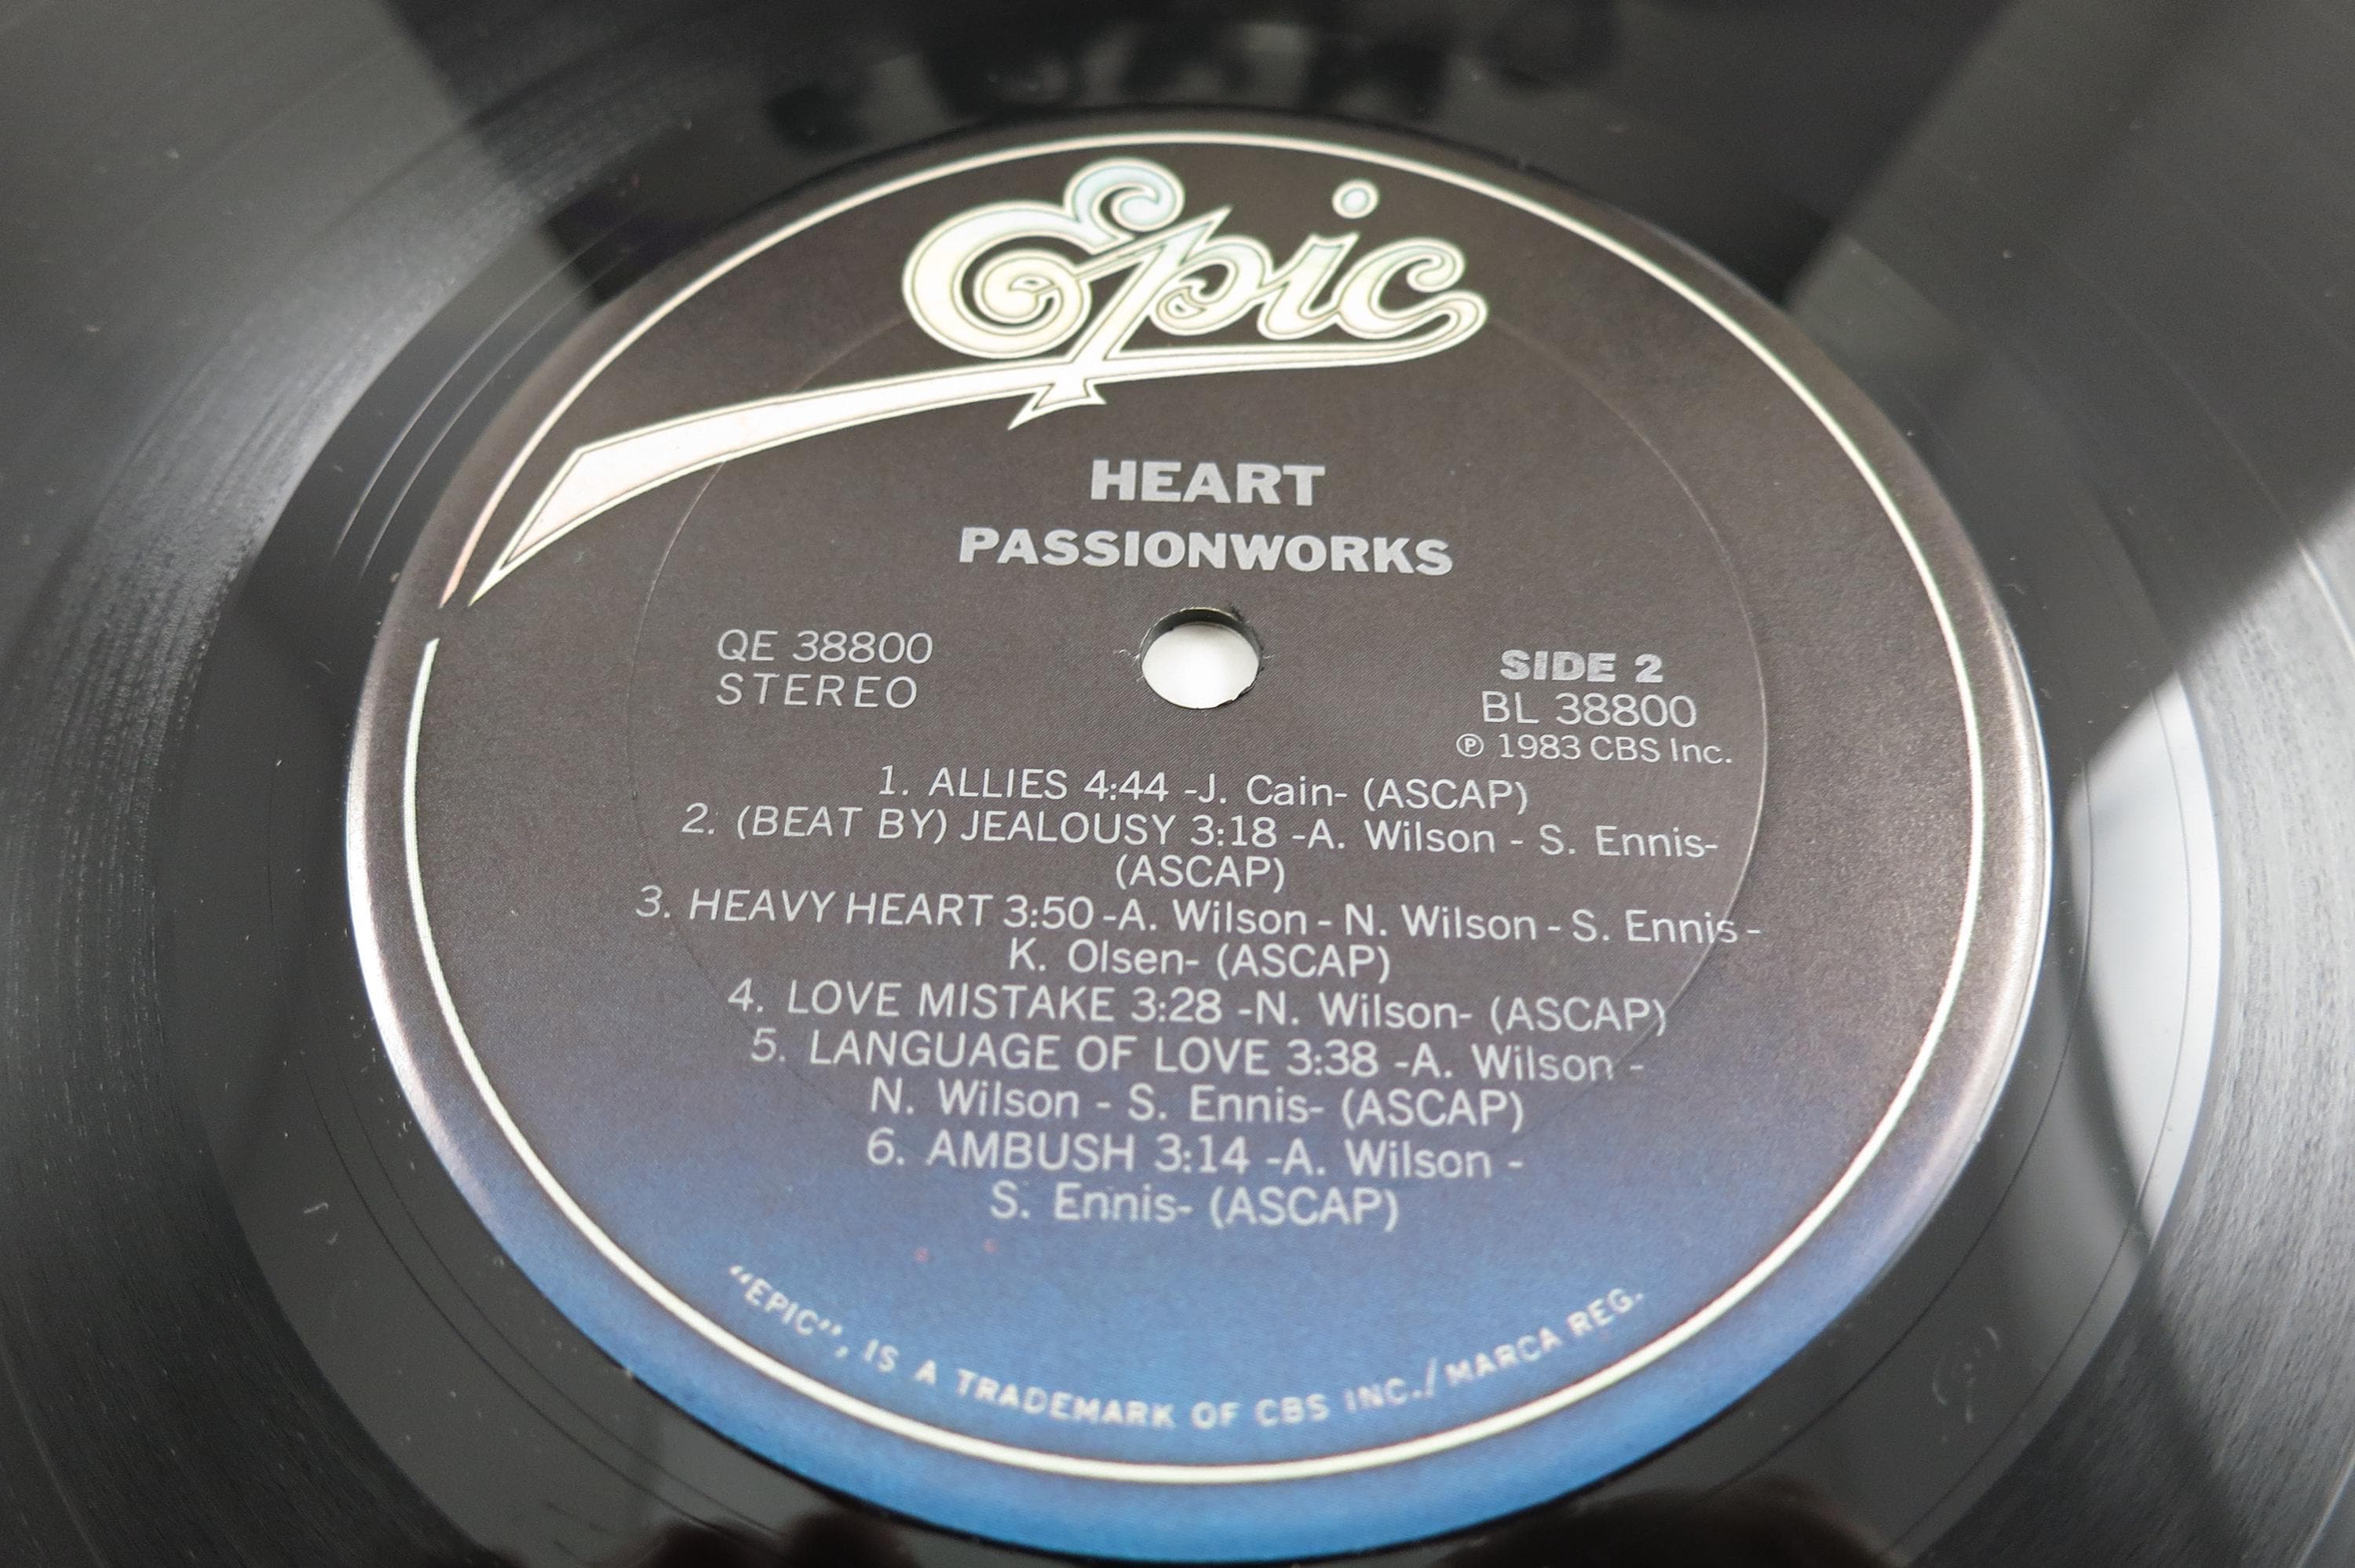 Epic
HEART
PASSIONWORKS
QE 38800
STEREO
SIDE 2
BL 38800
℗ 1983 CBS Inc.
1. ALLIES 4:44 -J. Cain- (ASCAP)
2. (BEAT BY) JEALOUSY 3:18 -A. Wilson - S. Ennis-
(ASCAP)
3. HEAVY HEART 3:50 -A. Wilson - N. Wilson - S. Ennis -
K. Olsen- (ASCAP)
4. LOVE MISTAKE 3:28 -N. Wilson- (ASCAP)
5. LANGUAGE OF LOVE 3:38 -A. Wilson -
N. Wilson - S. Ennis- (ASCAP)
6. AMBUSH 3:14 -A. Wilson -
S. Ennis- (ASCAP)
“EPIC”, IS A TRADEMARK OF CBS INC./MARCA REG.